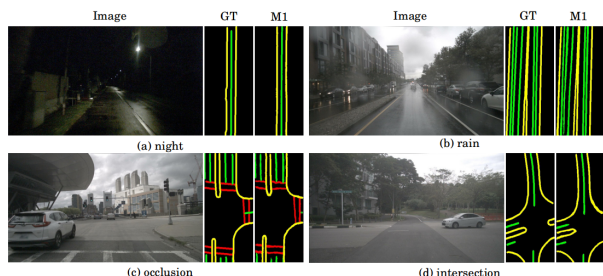 Image GT M1 Image GT M1
(a) night (b) rain
(c) occlusion (d) intersection